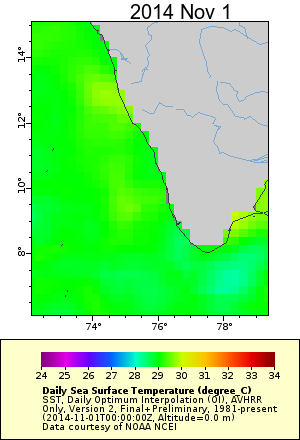 2014 Nov 1
14°
12°
10°
8°
74°
76°
78°
24 25 26 27 28 29 30 31 32 33 34
Daily Sea Surface Temperature (degree_C)
SST, Daily Optimum Interpolation (OI), AVHRR
Only, Version 2, Final+Preliminary, 1981-present
(2014-11-01T00:00:00Z, Altitude=0.0 m)
Data courtesy of NOAA NCEI